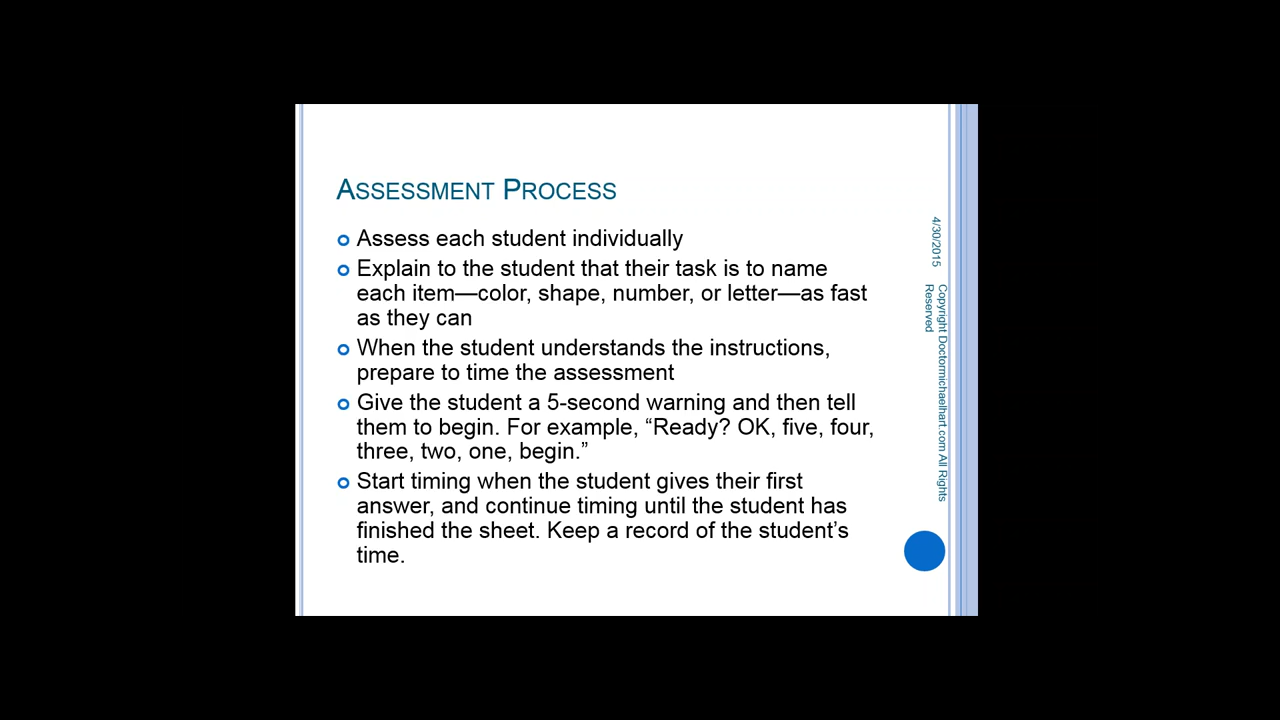 ASSESSMENT PROCESS
Assess each student individually
Explain to the student that their task is to name
each item—color, shape, number, or letter—as fast
as they can
When the student understands the instructions,
prepare to time the assessment
Give the student a 5-second warning and then tell
them to begin. For example, “Ready? OK, five, four,
three, two, one, begin.”
Start timing when the student gives their first
answer, and continue timing until the student has
finished the sheet. Keep a record of the student’s
time.
4/30/2015
Copyright Doctormichaelhart.com All Rights
Reserved